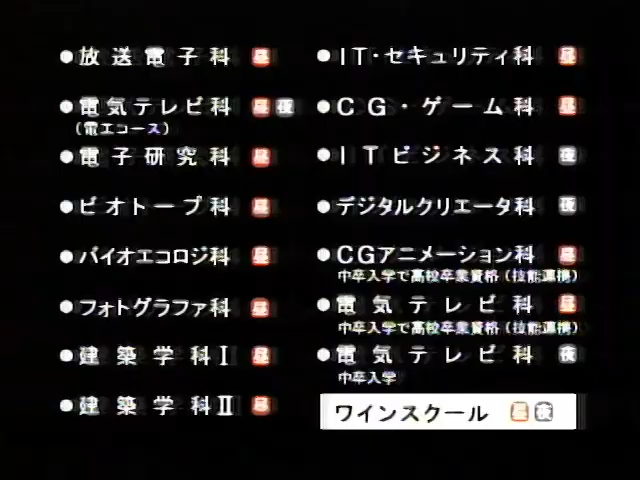 ●放送電子科 昼
●電気テレビ科 昼 夜
(電工コース)
●電子研究科 昼
●ビオトープ科 昼
●バイオエコロジ科 昼
●フォトグラファ科 昼
●建築学科Ⅰ 昼
●建築学科Ⅱ 昼
●IT・セキュリティ科 昼
●CG・ゲーム科 昼
●ITビジネス科 夜
●デジタルクリエータ科 夜
●CGアニメーション科 昼
中卒入学で高校卒業資格(技能連携)
●電気テレビ科 昼
中卒入学で高校卒業資格(技能連携)
●電気テレビ科 夜
中卒入学
ワインスクール 昼 夜